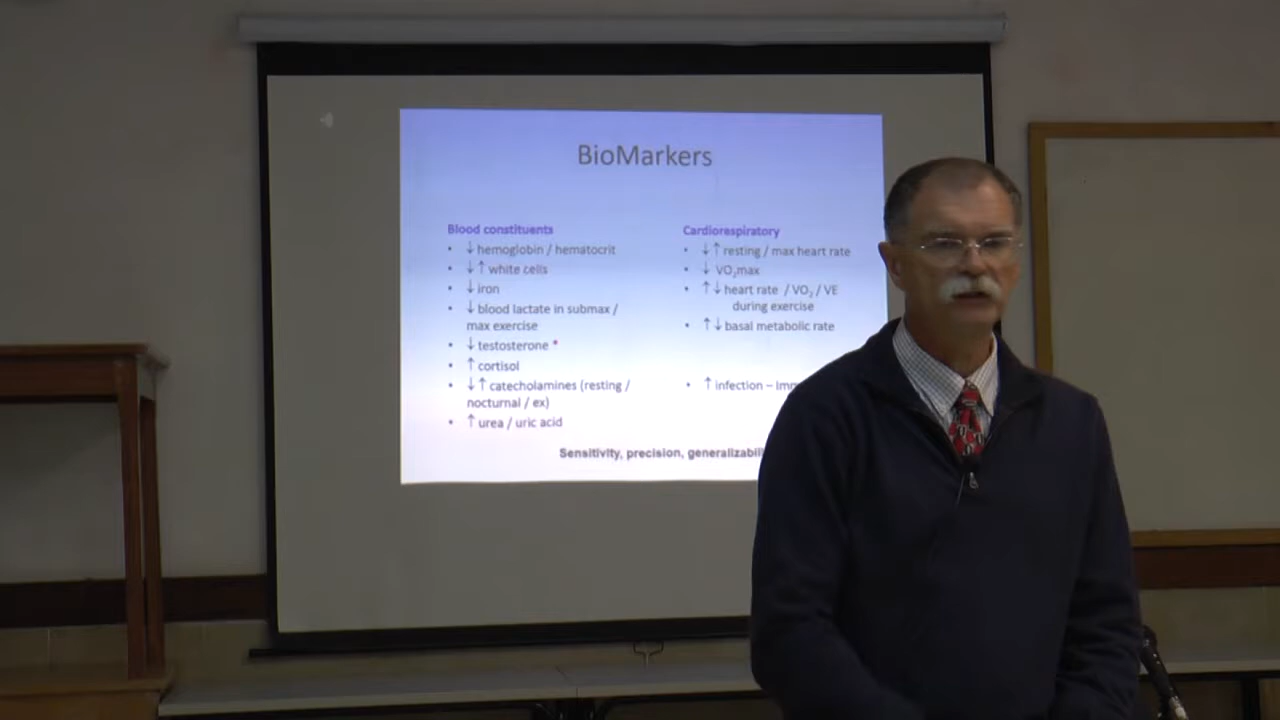 BioMarkers
Blood constituents
• ↓ hemoglobin / hematocrit
• ↓ ↑ white cells
• ↓ iron
• ↓ blood lactate in submax /
max exercise
• ↓ testosterone *
• ↑ cortisol
• ↓ ↑ catecholamines (resting /
nocturnal / ex)
• ↑ urea / uric acid
Cardiorespiratory
• ↓ ↑ resting / max heart rate
• ↓ VO₂max
• ↑ ↓ heart rate / VO₂ / VE
during exercise
• ↑ ↓ basal metabolic rate
• ↑ infection –
Sensitivity, precision,